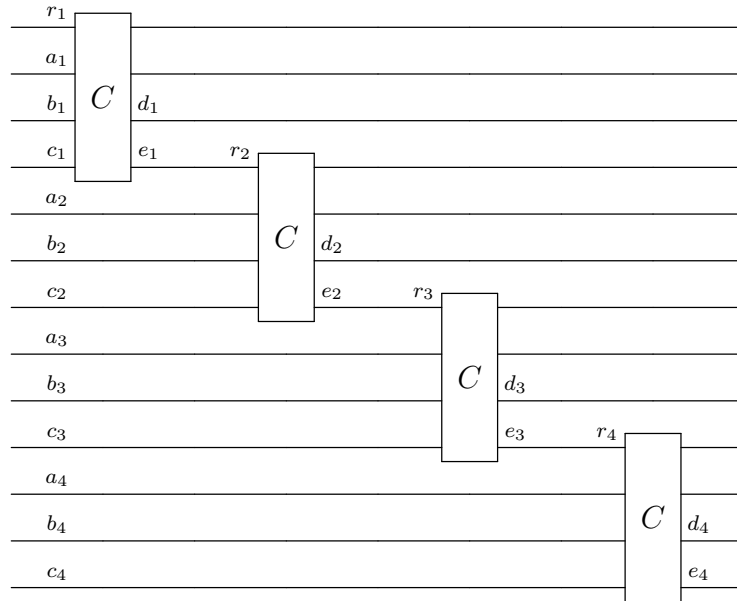 r₁
a₁
b₁ C d₁
c₁ e₁ r₂
a₂
b₂ C d₂
c₂ e₂ r₃
a₃
b₃ C d₃
c₃ e₃ r₄
a₄
b₄ C d₄
c₄ e₄